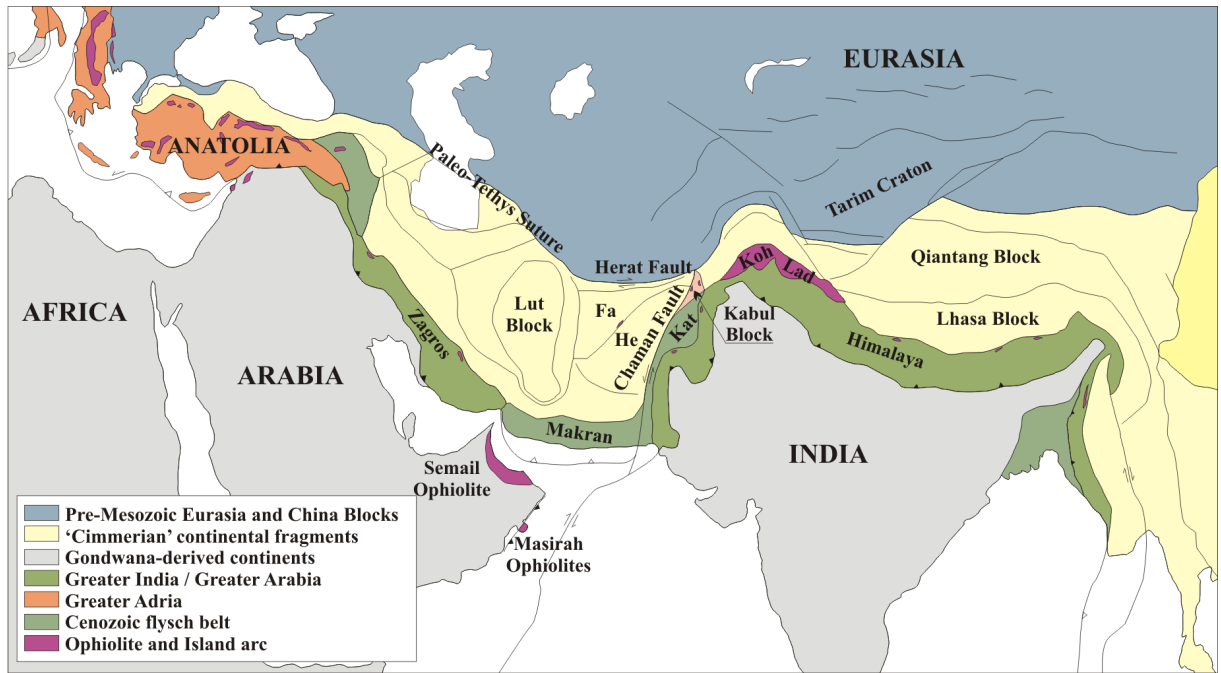 EURASIA
ANATOLIA
Paleo-Tethys Suture
Tarim Craton
Koh
Lad
Qiantang Block
Herat Fault
AFRICA
Lut
Block
Fa
He
Chaman Fault
Kat
Kabul
Block
Lhasa Block
Zagros
Himalaya
ARABIA
Makran
INDIA
Semail
Ophiolite
Masirah
Ophiolites
Pre-Mesozoic Eurasia and China Blocks
‘Cimmerian’ continental fragments
Gondwana-derived continents
Greater India / Greater Arabia
Greater Adria
Cenozoic flysch belt
Ophiolite and Island arc